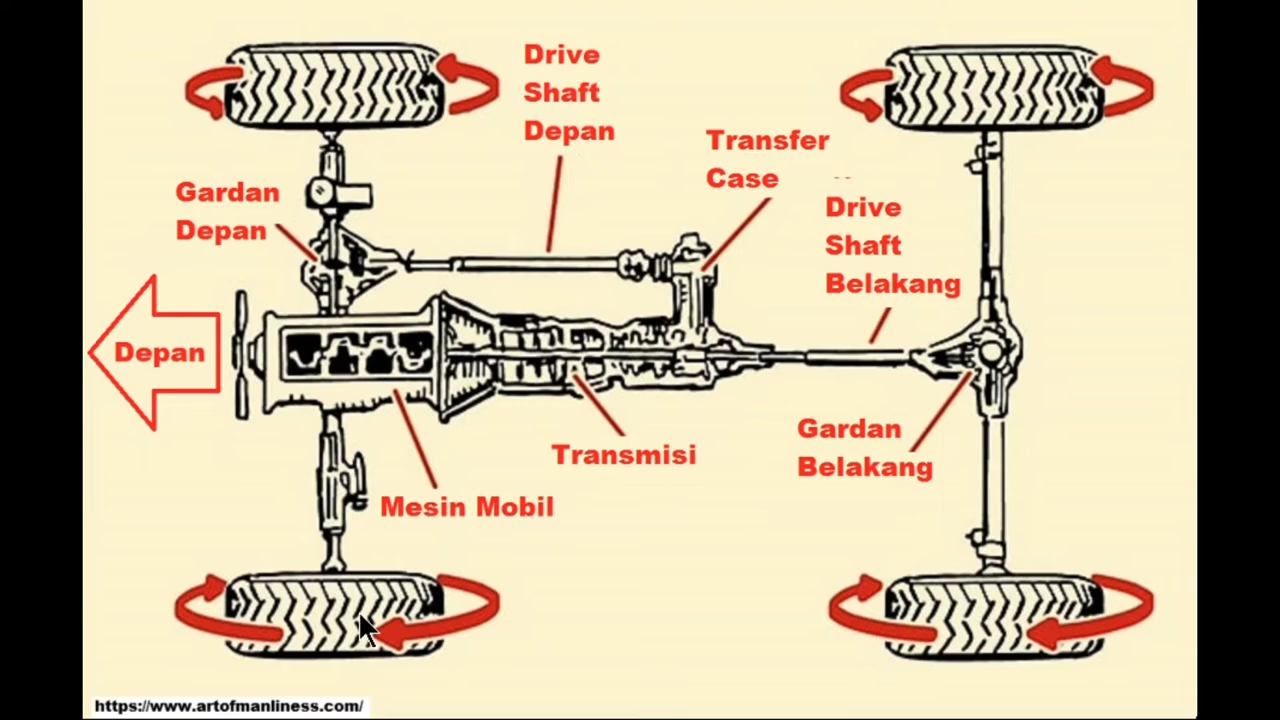 Drive
Shaft
Depan
Transfer
Case
Gardan
Depan
Drive
Shaft
Belakang
Depan
Transmisi
Gardan
Belakang
Mesin Mobil
https://www.artofmanliness.com/